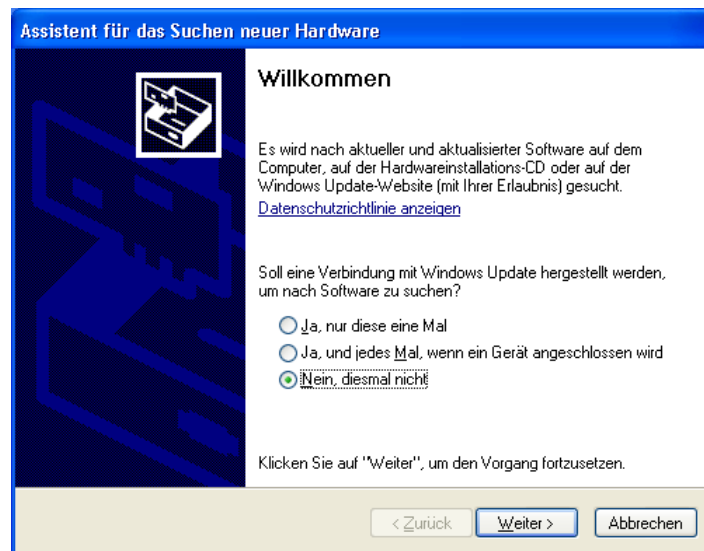 Assistent für das Suchen neuer Hardware
Willkommen
Es wird nach aktueller und aktualisierter Software auf dem
Computer, auf der Hardwareinstallations-CD oder auf der
Windows Update-Website (mit Ihrer Erlaubnis) gesucht.
Datenschutzrichtlinie anzeigen
Soll eine Verbindung mit Windows Update hergestellt werden,
um nach Software zu suchen?
Ja, nur diese eine Mal
Ja, und jedes Mal, wenn ein Gerät angeschlossen wird
Nein, diesmal nicht
Klicken Sie auf "Weiter", um den Vorgang fortzusetzen.
< Zurück Weiter > Abbrechen